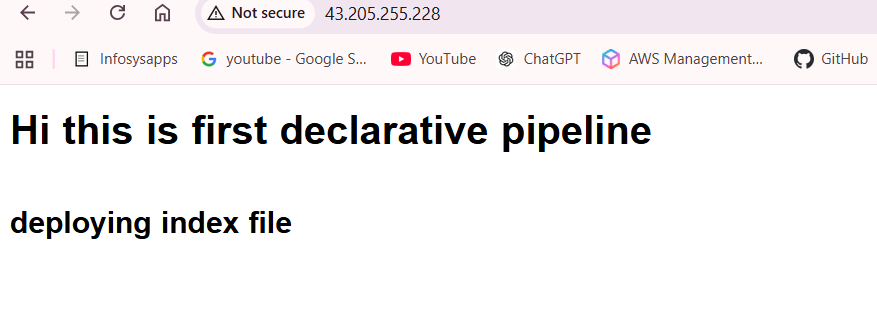 Not secure 43.205.255.228
Infosysapps youtube - Google S... YouTube ChatGPT AWS Management... GitHub
Hi this is first declarative pipeline
deploying index file